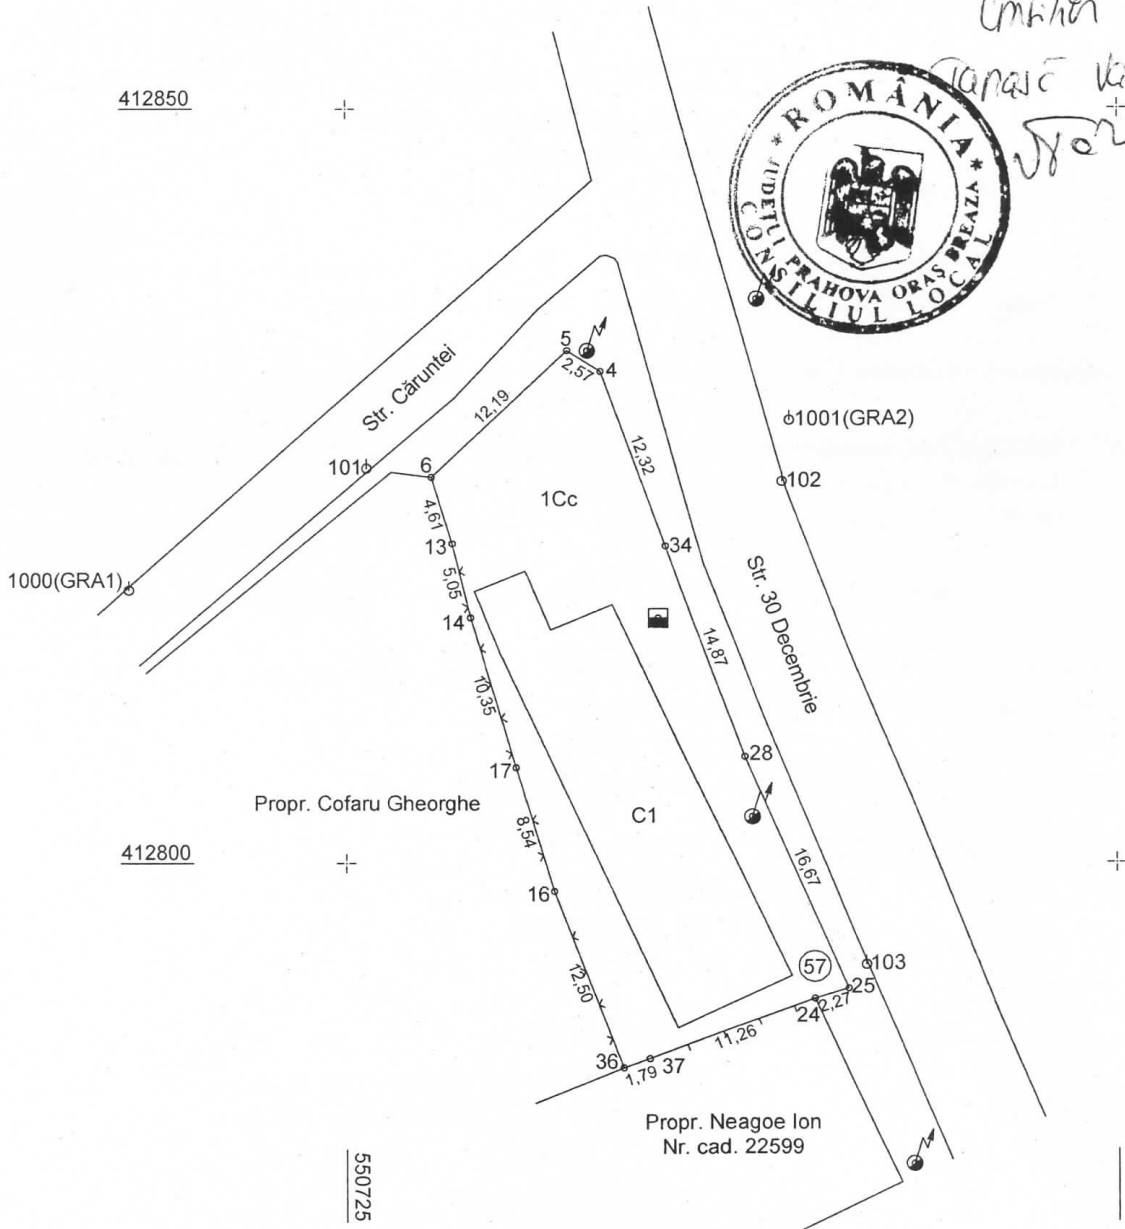 412850
* ROMÂNIA *
JUDEŢUL PRAHOVA ORAŞ BREAZA
CONSILIUL LOCAL
5
2,57
4
Str. Căruntei
12,19
1001(GRA2)
12,32
101
6
102
1Cc
4,61
13
34
1000(GRA1)
5,05
14
Str. 30 Decembrie
14,87
10,35
17
28
Propr. Cofaru Gheorghe
C1
8,54
412800
16,67
16
57
103
12,50
25
24
2,27
11,26
36
37
1,79
Propr. Neagoe Ion
Nr. cad. 22599
550725